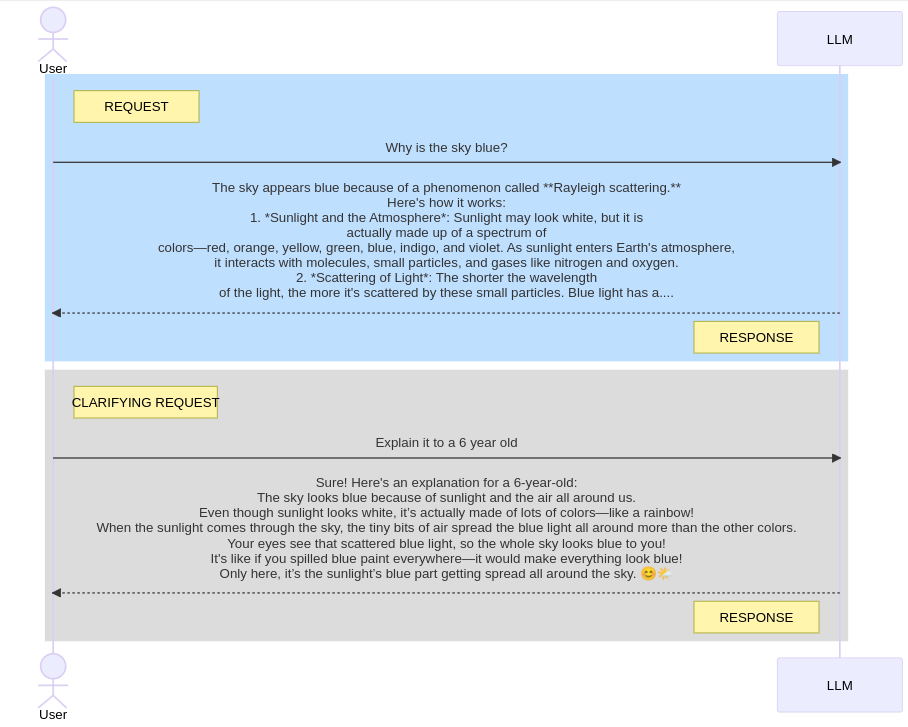 User
LLM
REQUEST
Why is the sky blue?
The sky appears blue because of a phenomenon called **Rayleigh scattering.**
Here's how it works:
1. *Sunlight and the Atmosphere*: Sunlight may look white, but it is
actually made up of a spectrum of
colors—red, orange, yellow, green, blue, indigo, and violet. As sunlight enters Earth's atmosphere,
it interacts with molecules, small particles, and gases like nitrogen and oxygen.
2. *Scattering of Light*: The shorter the wavelength
of the light, the more it's scattered by these small particles. Blue light has a....
RESPONSE
CLARIFYING REQUEST
Explain it to a 6 year old
Sure! Here's an explanation for a 6-year-old:
The sky looks blue because of sunlight and the air all around us.
Even though sunlight looks white, it’s actually made of lots of colors—like a rainbow!
When the sunlight comes through the sky, the tiny bits of air spread the blue light all around more than the other colors.
Your eyes see that scattered blue light, so the whole sky looks blue to you!
It's like if you spilled blue paint everywhere—it would make everything look blue!
Only here, it’s the sunlight’s blue part getting spread all around the sky. 😊🌤️
RESPONSE
User
LLM